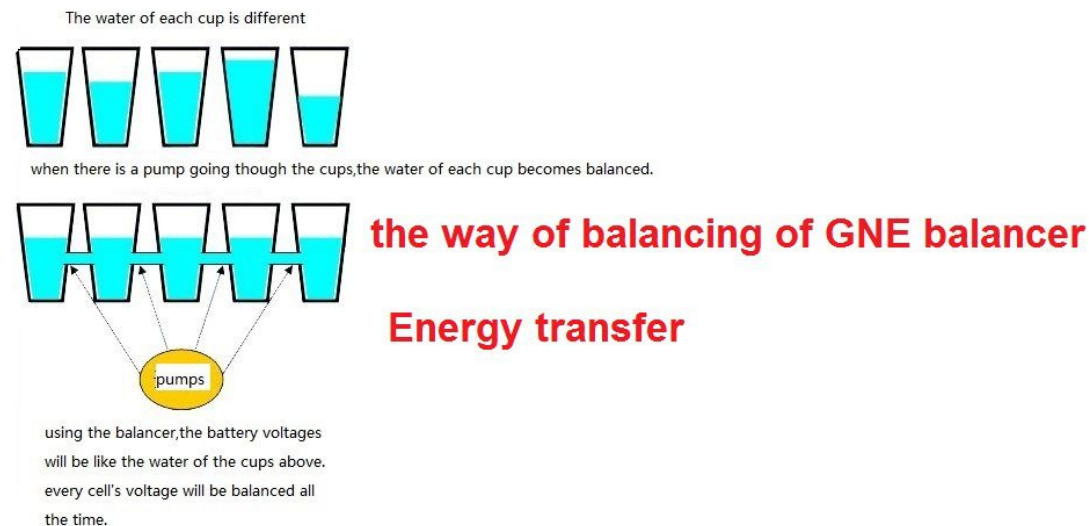 The water of each cup is different
when there is a pump going though the cups,the water of each cup becomes balanced.
the way of balancing of GNE balancer
Energy transfer
pumps
using the balancer,the battery voltages
will be like the water of the cups above.
every cell's voltage will be balanced all
the time.